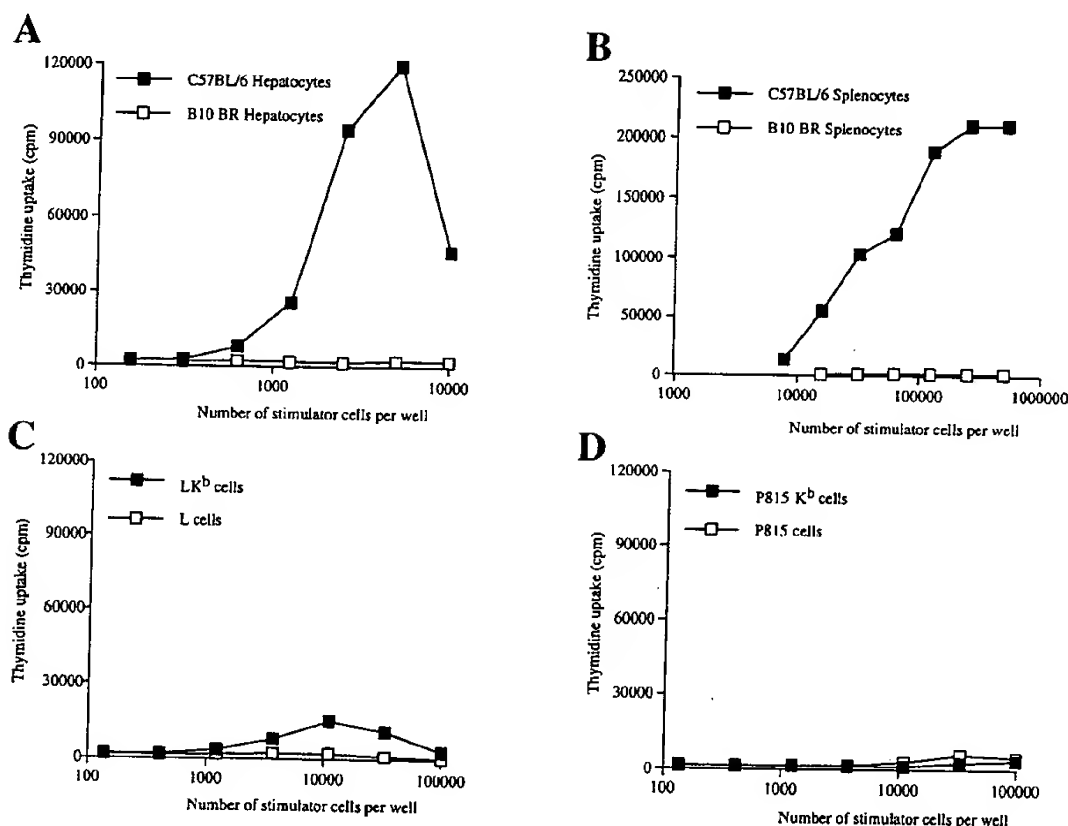 A
120000
90000
60000
30000
0
Thymidine uptake (cpm)
C57BL/6 Hepatocytes
B10 BR Hepatocytes
100
1000
10000
Number of stimulator cells per well
B
250000
200000
150000
100000
50000
0
Thymidine uptake (cpm)
C57BL/6 Splenocytes
B10 BR Splenocytes
1000
10000
100000
1000000
Number of stimulator cells per well
C
120000
90000
60000
30000
0
Thymidine uptake (cpm)
LKb cells
L cells
100
1000
10000
100000
Number of stimulator cells per well
D
120000
90000
60000
30000
0
Thymidine uptake (cpm)
P815 Kb cells
P815 cells
100
1000
10000
100000
Number of stimulator cells per well